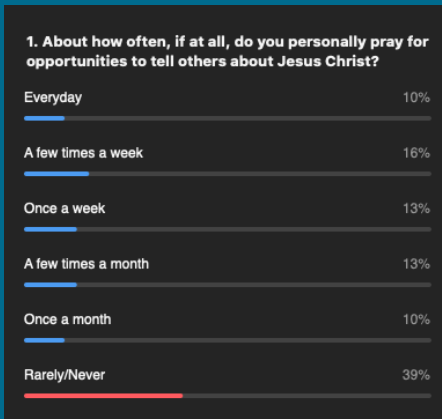 1. About how often, if at all, do you personally pray for
opportunities to tell others about Jesus Christ?
Everyday 10%
A few times a week 16%
Once a week 13%
A few times a month 13%
Once a month 10%
Rarely/Never 39%